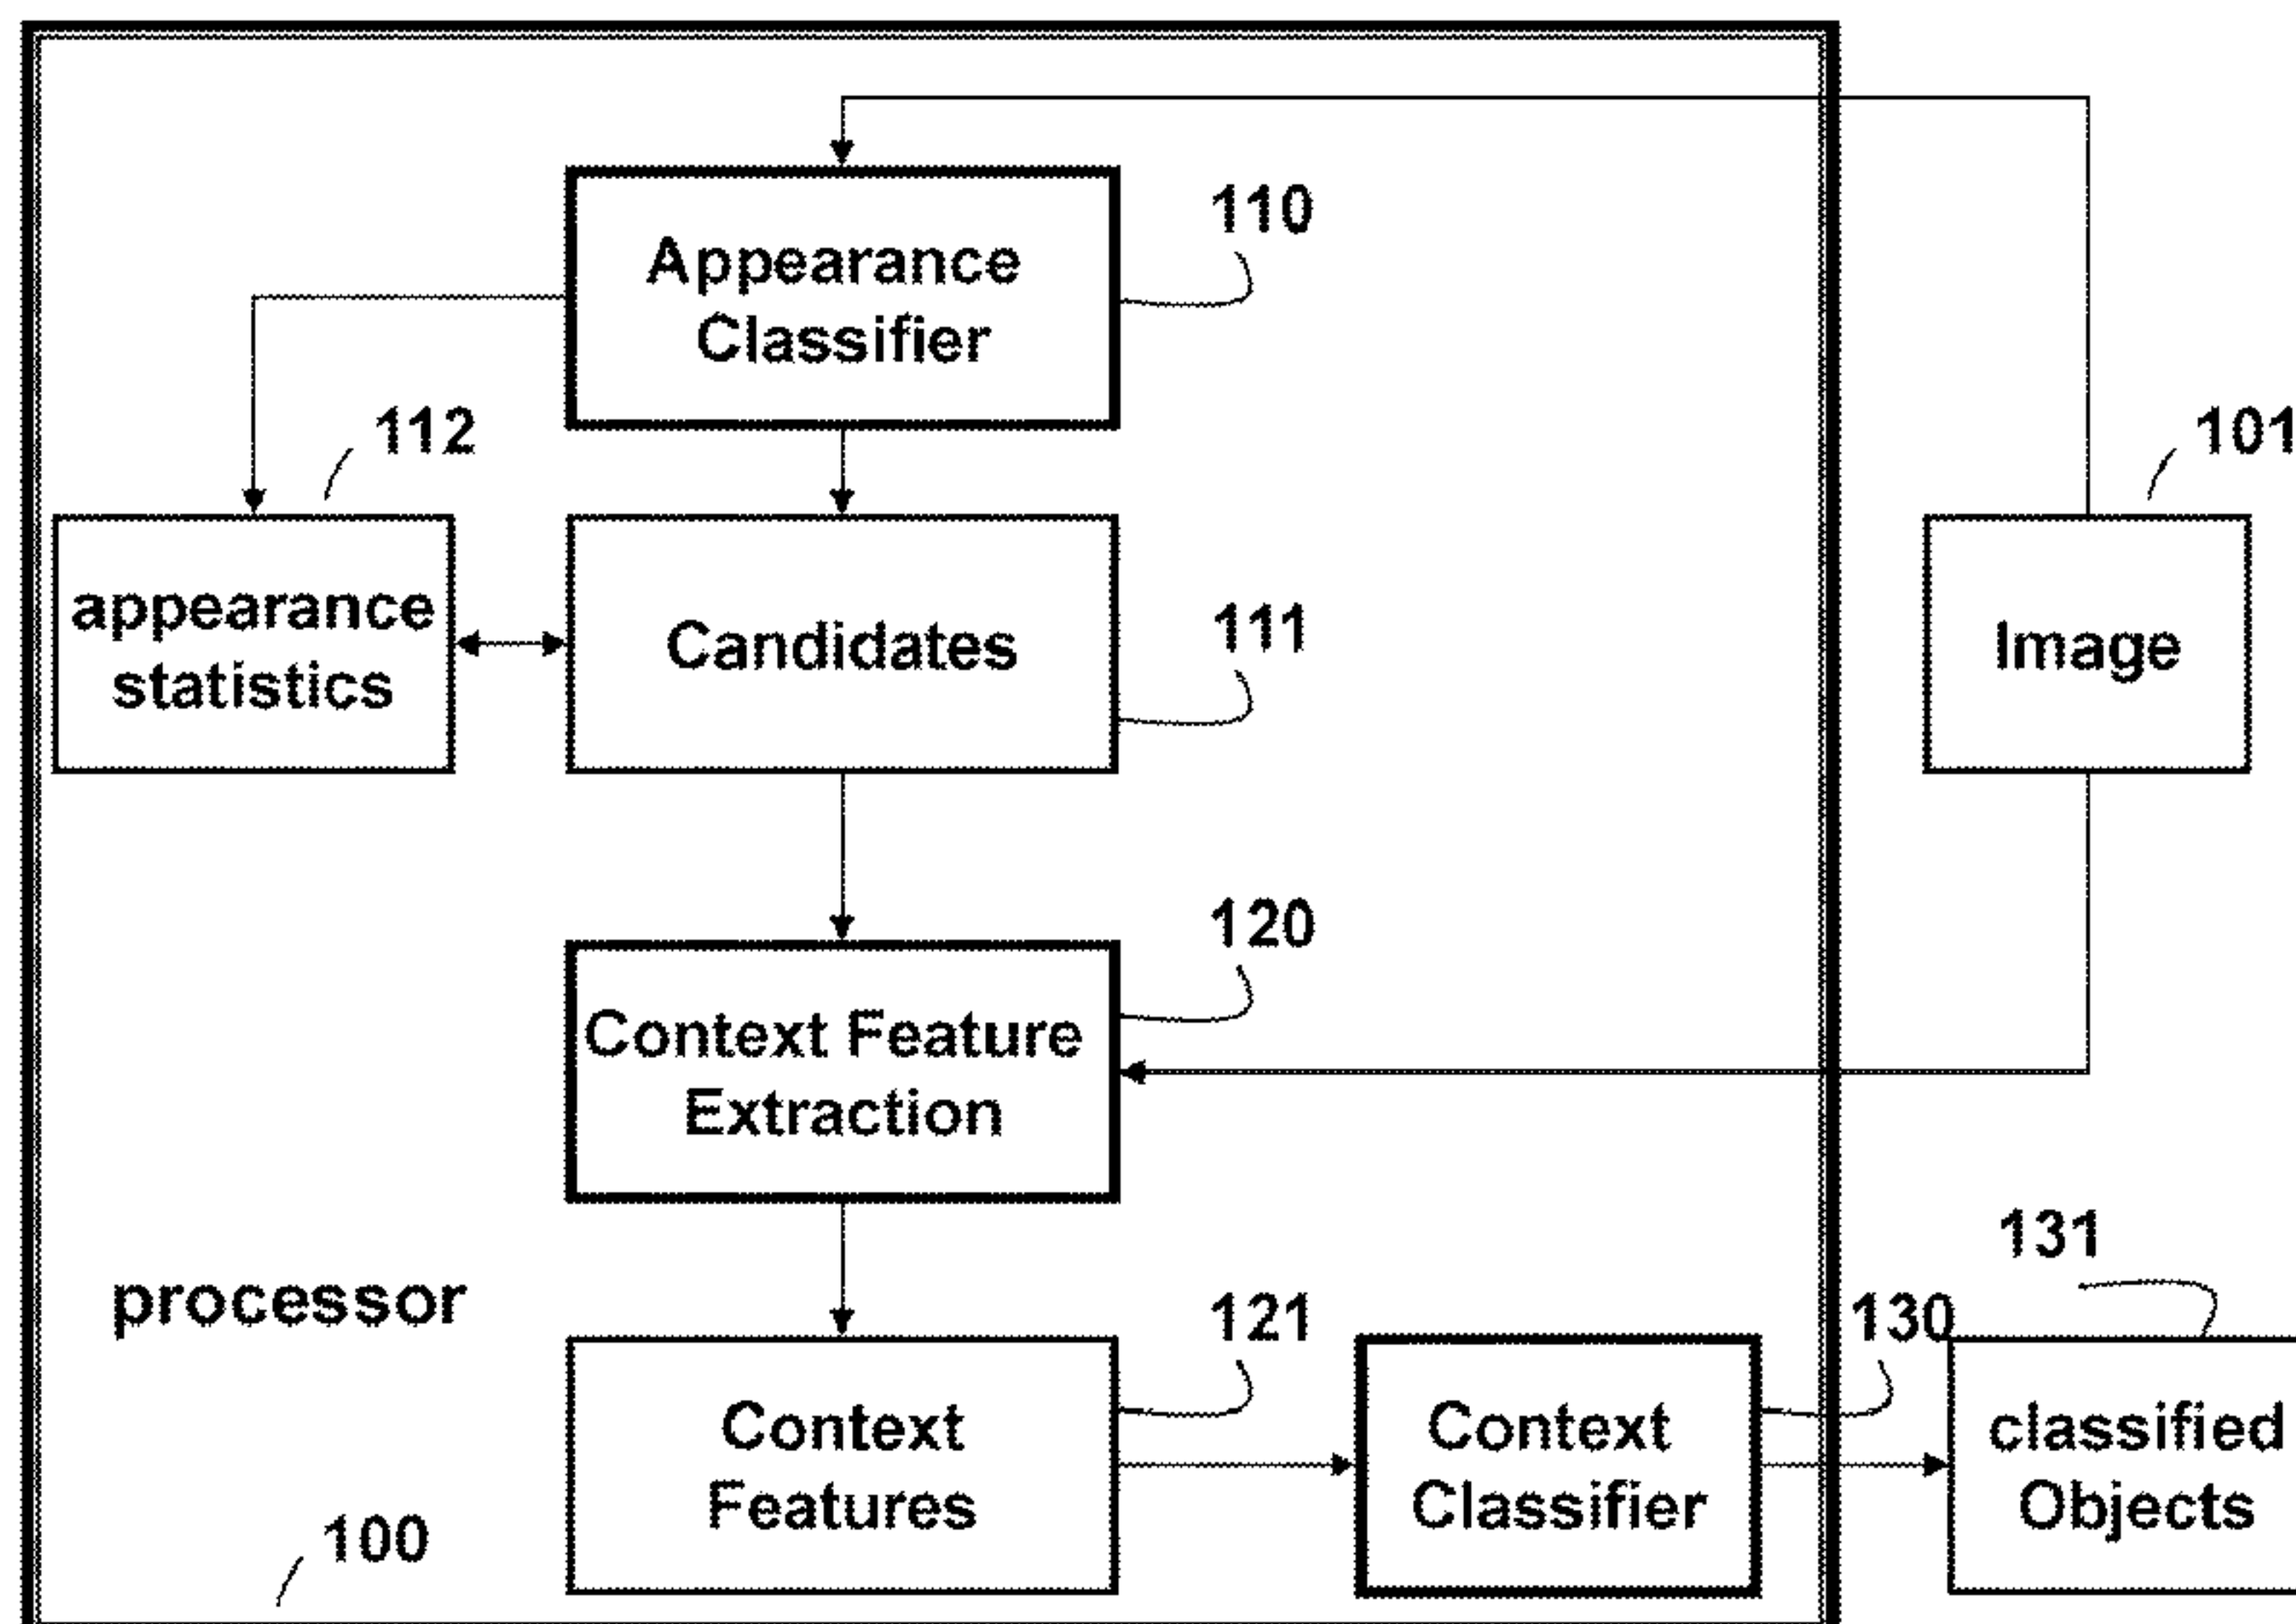 110
Appearance
Classifier
112
101
appearance
statistics
Candidates
111
Image
120
Context Feature
Extraction
131
processor
121
130
Context
Features
Context
Classifier
classified
Objects
100